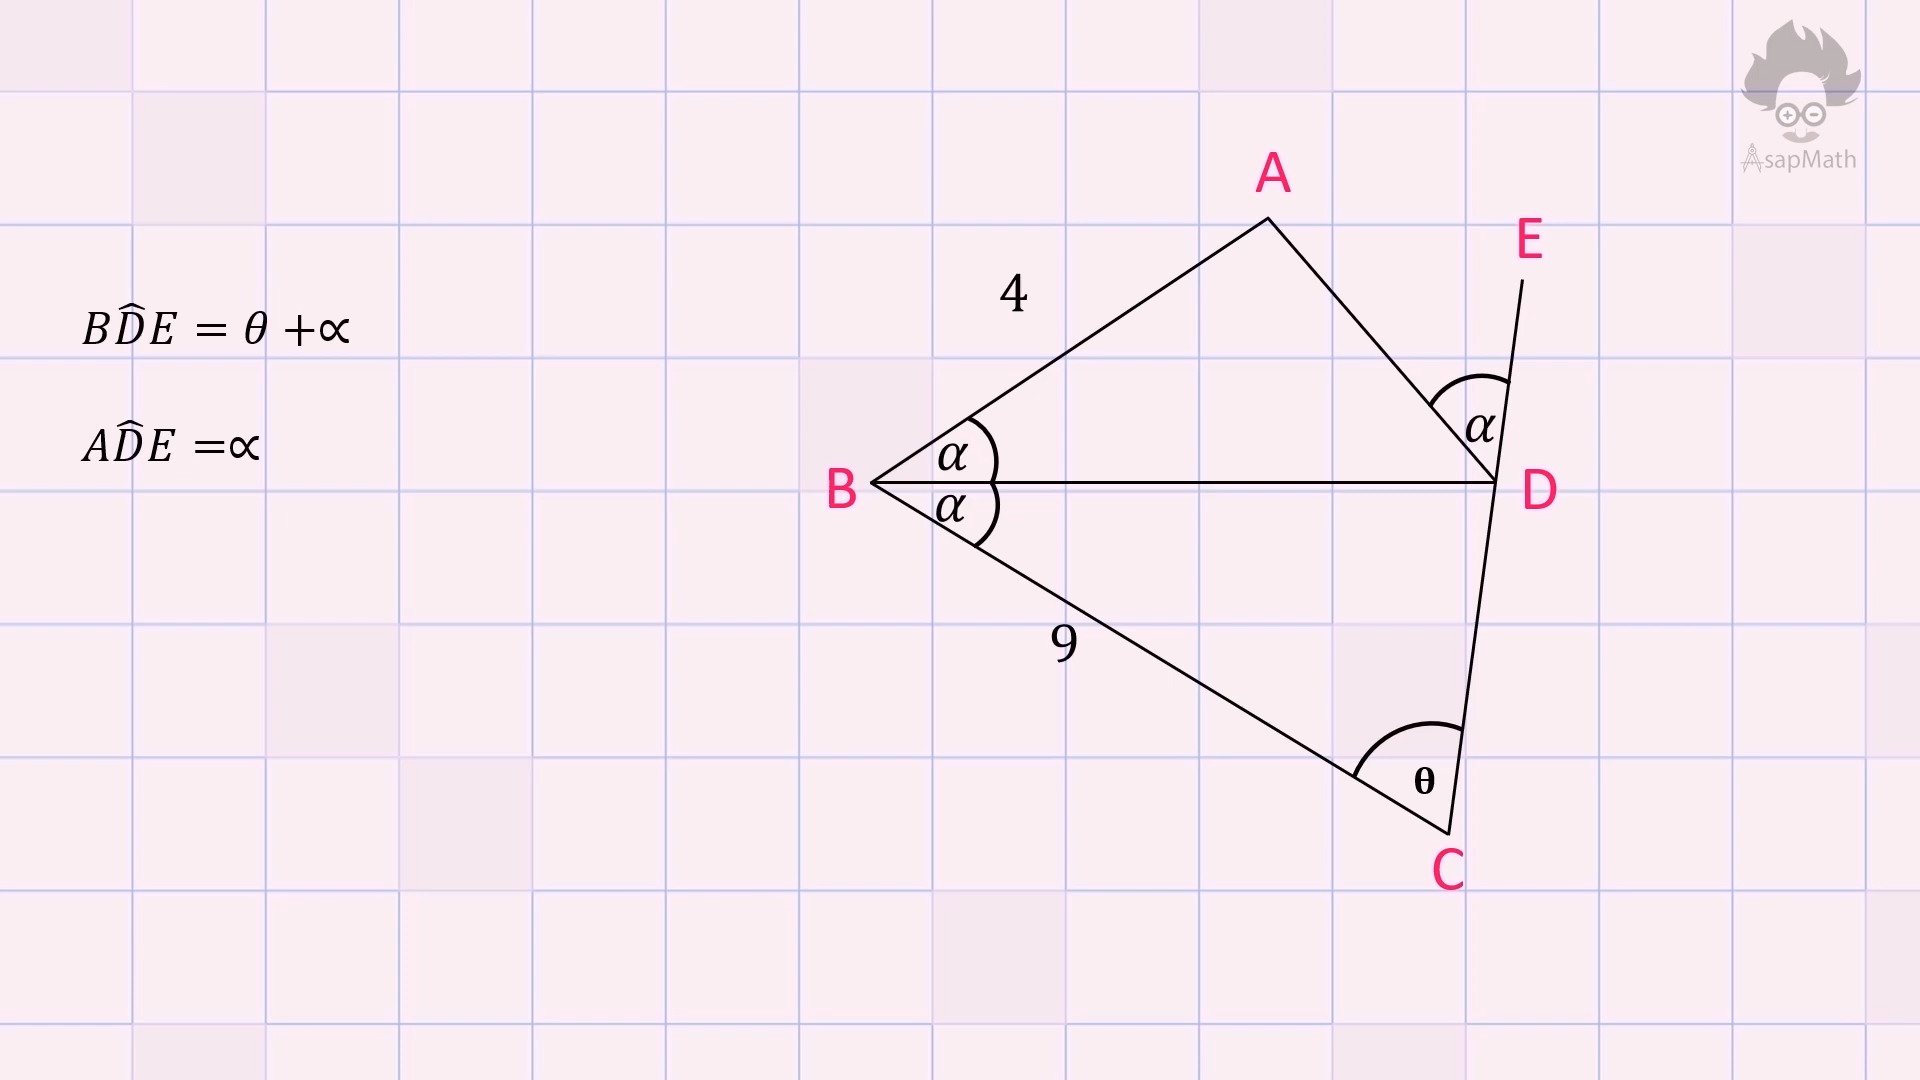 AsapMath
A
E
4
BD̂E = θ +∝
α
AD̂E =∝
α
B
D
α
9
θ
C